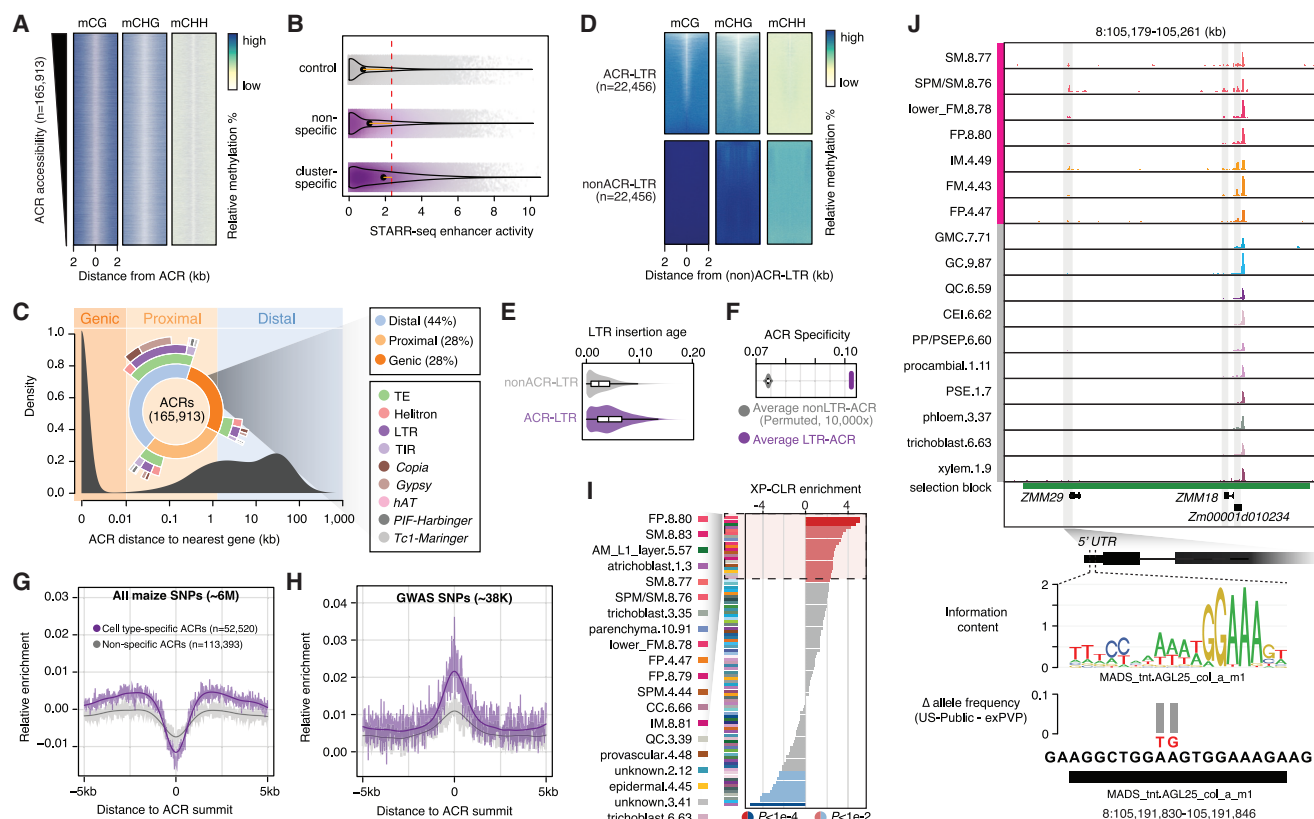 A
mCG
mCHG
mCHH
high
low
ACR accessibility (n=165,913)
Relative methylation %
2
0
2
Distance from ACR (kb)
B
control
non-
specific
cluster-
specific
0
2
4
6
8
10
STARR-seq enhancer activity
D
mCG
mCHG
mCHH
high
low
ACR-LTR
(n=22,456)
nonACR-LTR
(n=22,456)
Relative methylation %
2
0
2
Distance from (non)ACR-LTR (kb)
C
Genic
Proximal
Distal
1.0
0.8
0.6
0.4
0.2
0.0
Density
ACRs
(165,913)
0
0.01
0.1
1
10
100
1,000
ACR distance to nearest gene (kb)
Distal (44%)
Proximal (28%)
Genic (28%)
TE
Helitron
LTR
TIR
Copia
Gypsy
hAT
PIF-Harbinger
Tc1-Maringer
E
LTR insertion age
0.00
0.10
0.20
nonACR-LTR
ACR-LTR
F
ACR Specificity
0.07
0.10
Average nonLTR-ACR
(Permuted, 10,000x)
Average LTR-ACR
G
All maize SNPs (~6M)
0.03
0.02
0.01
0.00
−0.01
Relative enrichment
Cell type-specific ACRs (n=52,520)
Non-specific ACRs (n=113,393)
−5kb
0
5kb
Distance to ACR summit
H
GWAS SNPs (~38K)
0.04
0.03
0.02
0.01
0.00
Relative enrichment
−5kb
0
5kb
Distance to ACR summit
I
XP-CLR enrichment
-4
0
4
FP.8.80
SM.8.83
AM_L1_layer.5.57
atrichoblast.1.3
SM.8.77
SPM/SM.8.76
trichoblast.3.35
parenchyma.10.91
lower_FM.8.78
FP.4.47
FP.8.79
SPM.4.44
CC.6.66
IM.8.81
QC.3.39
provascular.4.48
unknown.2.12
epidermal.4.45
unknown.3.41
trichoblast.6.63
P<1e-4
P<1e-2
J
8:105,179-105,261 (kb)
SM.8.77
SPM/SM.8.76
lower_FM.8.78
FP.8.80
IM.4.49
FM.4.43
FP.4.47
GMC.7.71
GC.9.87
QC.6.59
CEI.6.62
PP/PSEP.6.60
procambial.1.11
PSE.1.7
phloem.3.37
trichoblast.6.63
xylem.1.9
selection block
ZMM29
ZMM18
Zm00001d010234
5' UTR
Information
content
2
1
0
MADS_tnt.AGL25_col_a_m1
Δ allele frequency
(US-Public - exPVP)
0.1
0
TG
GAAGGCTGGAAGTGGAAAGAAG
MADS_tnt.AGL25_col_a_m1
8:105,191,830-105,191,846